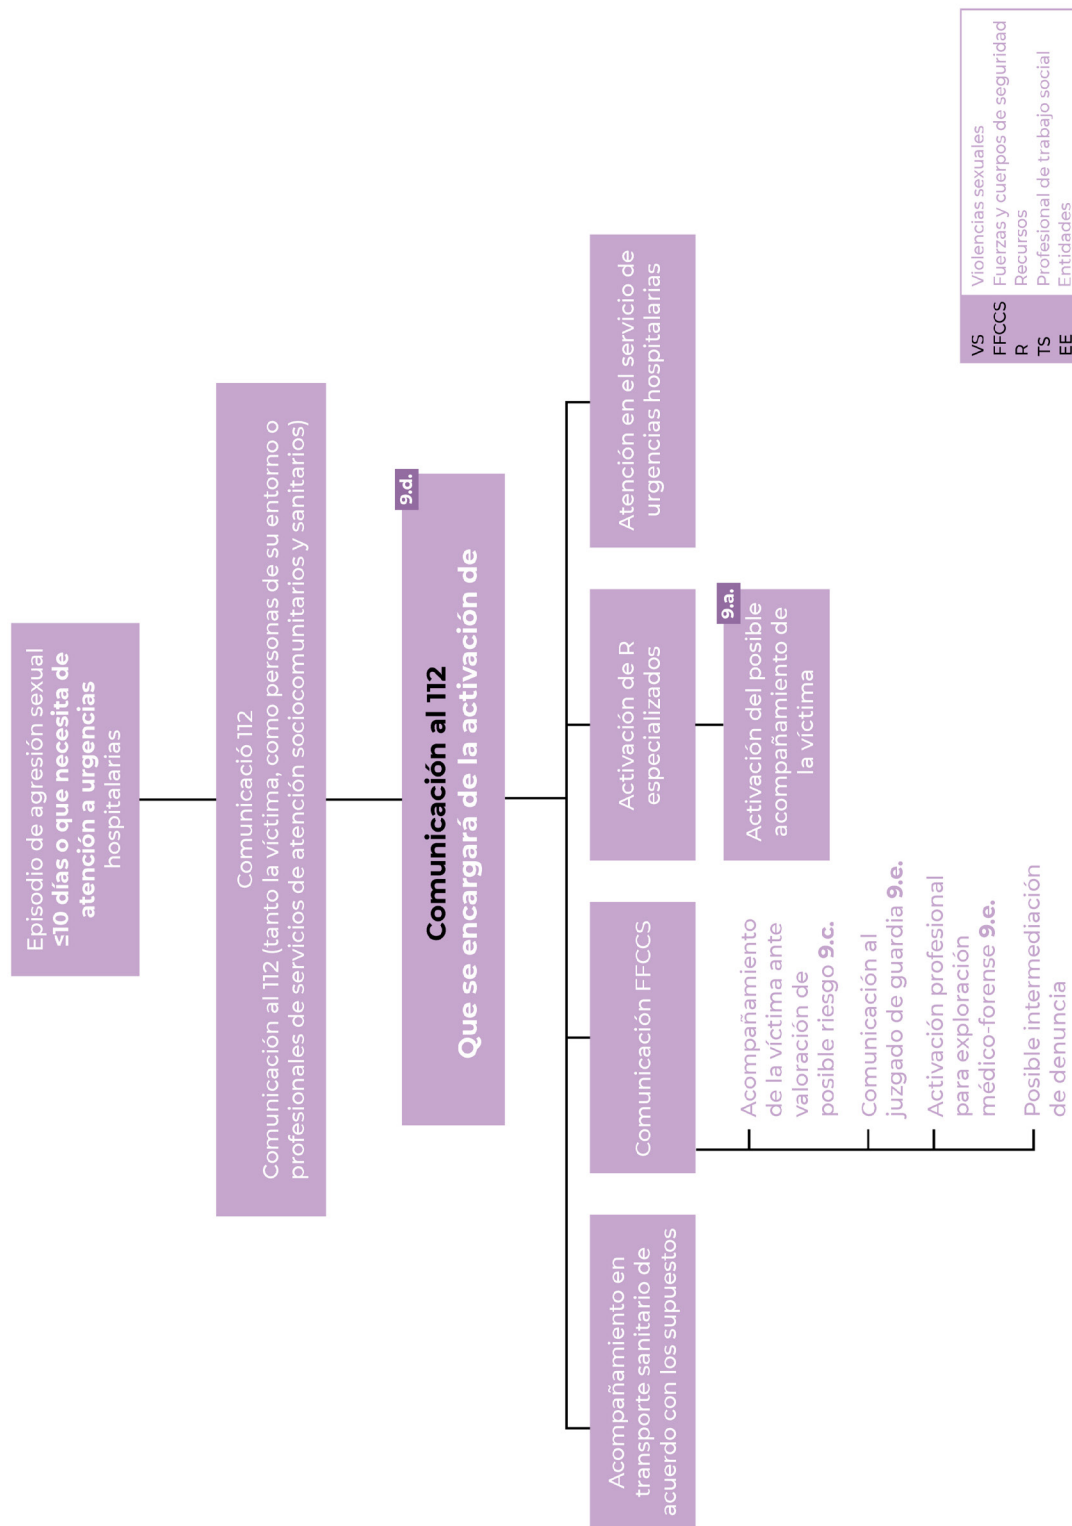 Episodio de agresión sexual
≤10 días o que necesita de
atención a urgencias
hospitalarias
Comunicació 112
Comunicación al 112 (tanto la víctima, como personas de su entorno o
profesionales de servicios de atención sociocomunitarios y sanitarios)
9.d.
Comunicación al 112
Que se encargará de la activación de
Acompañamiento en
transporte sanitario de
acuerdo con los supuestos
Comunicación FFCCS
Acompañamiento
de la víctima ante
valoración de
posible riesgo 9.c.
Comunicación al
juzgado de guardia 9.e.
Activación profesional
para exploración
médico-forense 9.e.
Posible intermediación
de denuncia
Activación de R
especializados
9.a.
Activación del posible
acompañamiento de
la víctima
Atención en el servicio de
urgencias hospitalarias
VS Violencias sexuales
FFCCS Fuerzas y cuerpos de seguridad
R Recursos
TS Profesional de trabajo social
EE Entidades